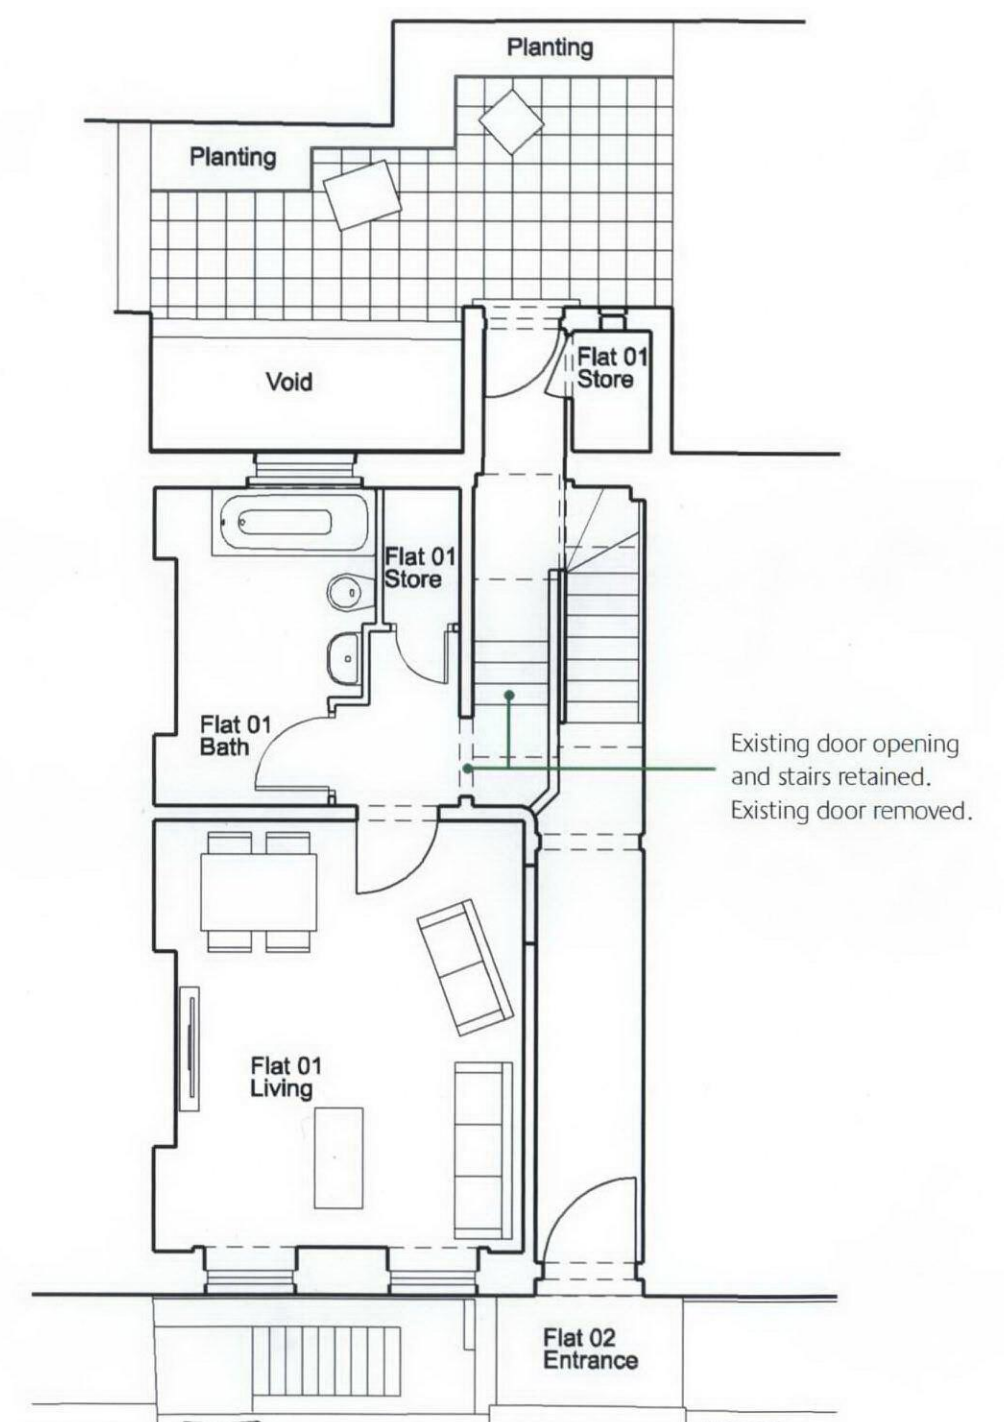 Planting
Planting
Flat 01
Store
Void
Flat 01
Store
Flat 01
Bath
Existing door opening
and stairs retained.
Existing door removed.
Flat 01
Living
Flat 02
Entrance